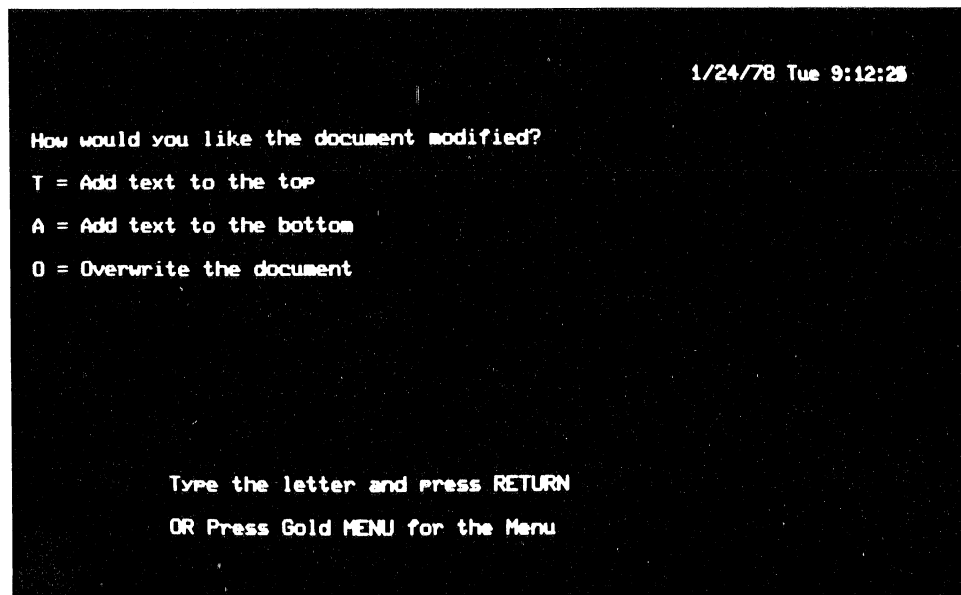 1/24/78 Tue 9:12:25
How would you like the document modified?
T = Add text to the top
A = Add text to the bottom
O = Overwrite the document
Type the letter and press RETURN
OR Press Gold MENU for the Menu